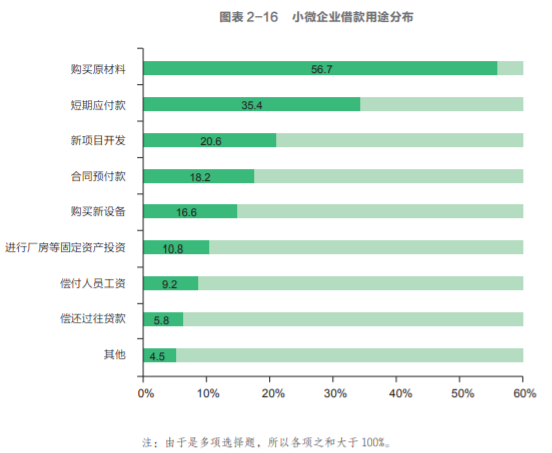 图表 2-16 小微企业借款用途分布
购买原材料 56.7
短期应付款 35.4
新项目开发 20.6
合同预付款 18.2
购买新设备 16.6
进行厂房等固定资产投资 10.8
偿付人员工资 9.2
偿还过往贷款 5.8
其他 4.5
0% 10% 20% 30% 40% 50% 60%
注：由于是多项选择题，所以各项之和大于 100%。